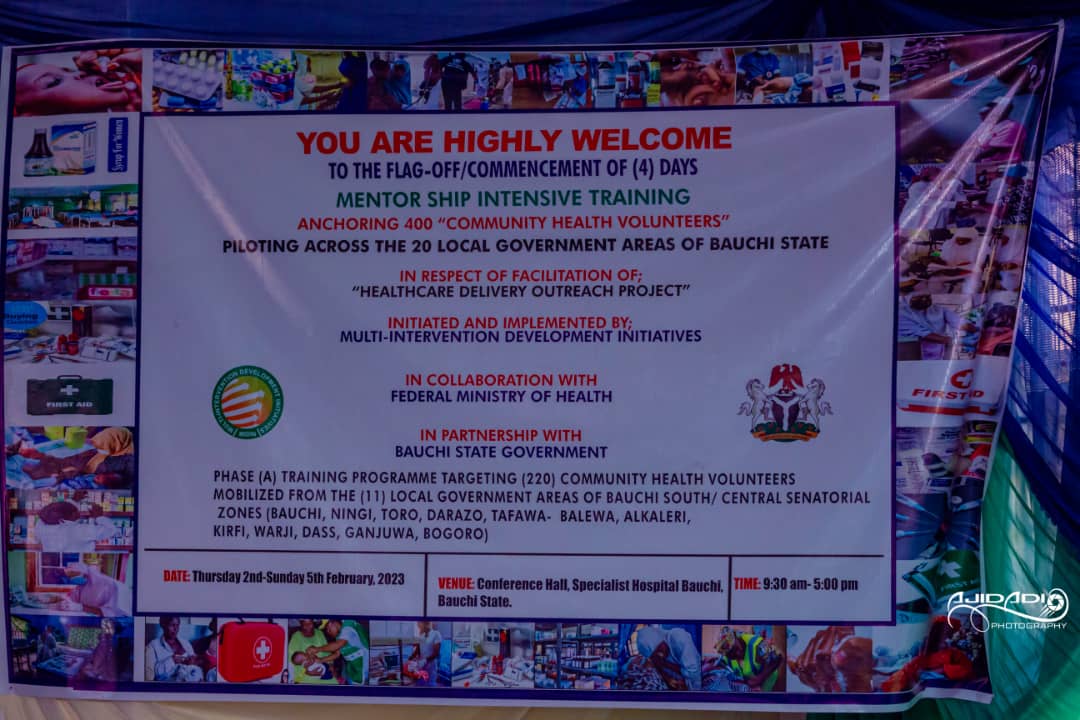 YOU ARE HIGHLY WELCOME
TO THE FLAG-OFF/COMMENCEMENT OF (4) DAYS
MENTOR SHIP INTENSIVE TRAINING
ANCHORING 400 “COMMUNITY HEALTH VOLUNTEERS”
PILOTING ACROSS THE 20 LOCAL GOVERNMENT AREAS OF BAUCHI STATE
IN RESPECT OF FACILITATION OF;
“HEALTHCARE DELIVERY OUTREACH PROJECT”
INITIATED AND IMPLEMENTED BY;
MULTI-INTERVENTION DEVELOPMENT INITIATIVES
IN COLLABORATION WITH
FEDERAL MINISTRY OF HEALTH
IN PARTNERSHIP WITH
BAUCHI STATE GOVERNMENT
PHASE (A) TRAINING PROGRAMME TARGETING (220) COMMUNITY HEALTH VOLUNTEERS
MOBILIZED FROM THE (11) LOCAL GOVERNMENT AREAS OF BAUCHI SOUTH/ CENTRAL SENATORIAL
ZONES (BAUCHI, NINGI, TORO, DARAZO, TAFAWA- BALEWA, ALKALERI,
KIRFI, WARJI, DASS, GANJUWA, BOGORO)
DATE: Thursday 2nd-Sunday 5th February, 2023
VENUE: Conference Hall, Specialist Hospital Bauchi,
Bauchi State.
TIME: 9:30 am- 5:00 pm
Syrup For Women
Buying
FIRST AID
FIRST AID
AJIDADI
PHOTOGRAPHY